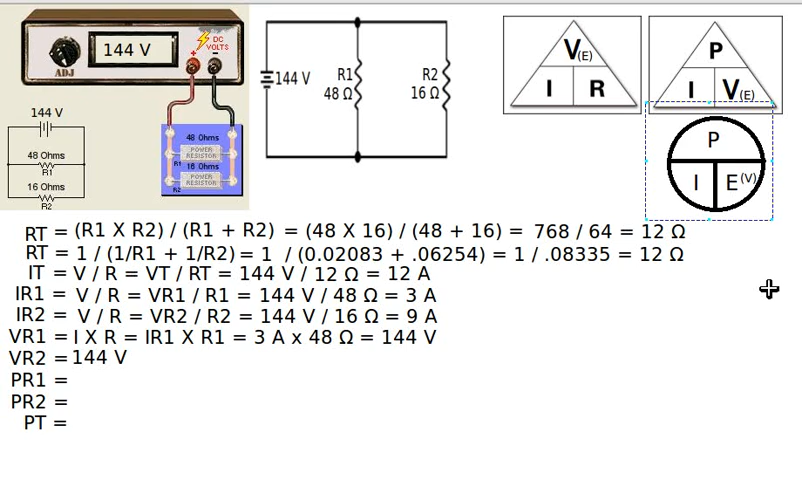 144 V
DC
VOLTS
+ -
ADJ
144 V
48 Ohms
R1
16 Ohms
R2
48 Ohms
POWER
RESISTOR
R1
16 Ohms
POWER
RESISTOR
R2
144 V
R1
48 Ω
R2
16 Ω
V(E)
I R
P
I V(E)
P
I E(V)
RT = (R1 X R2) / (R1 + R2) = (48 X 16) / (48 + 16) = 768 / 64 = 12 Ω
RT = 1 / (1/R1 + 1/R2) = 1 / (0.02083 + .06254) = 1 / .08335 = 12 Ω
IT = V / R = VT / RT = 144 V / 12 Ω = 12 A
IR1 = V / R = VR1 / R1 = 144 V / 48 Ω = 3 A
IR2 = V / R = VR2 / R2 = 144 V / 16 Ω = 9 A
VR1 = I X R = IR1 X R1 = 3 A x 48 Ω = 144 V
VR2 = 144 V
PR1 =
PR2 =
PT =